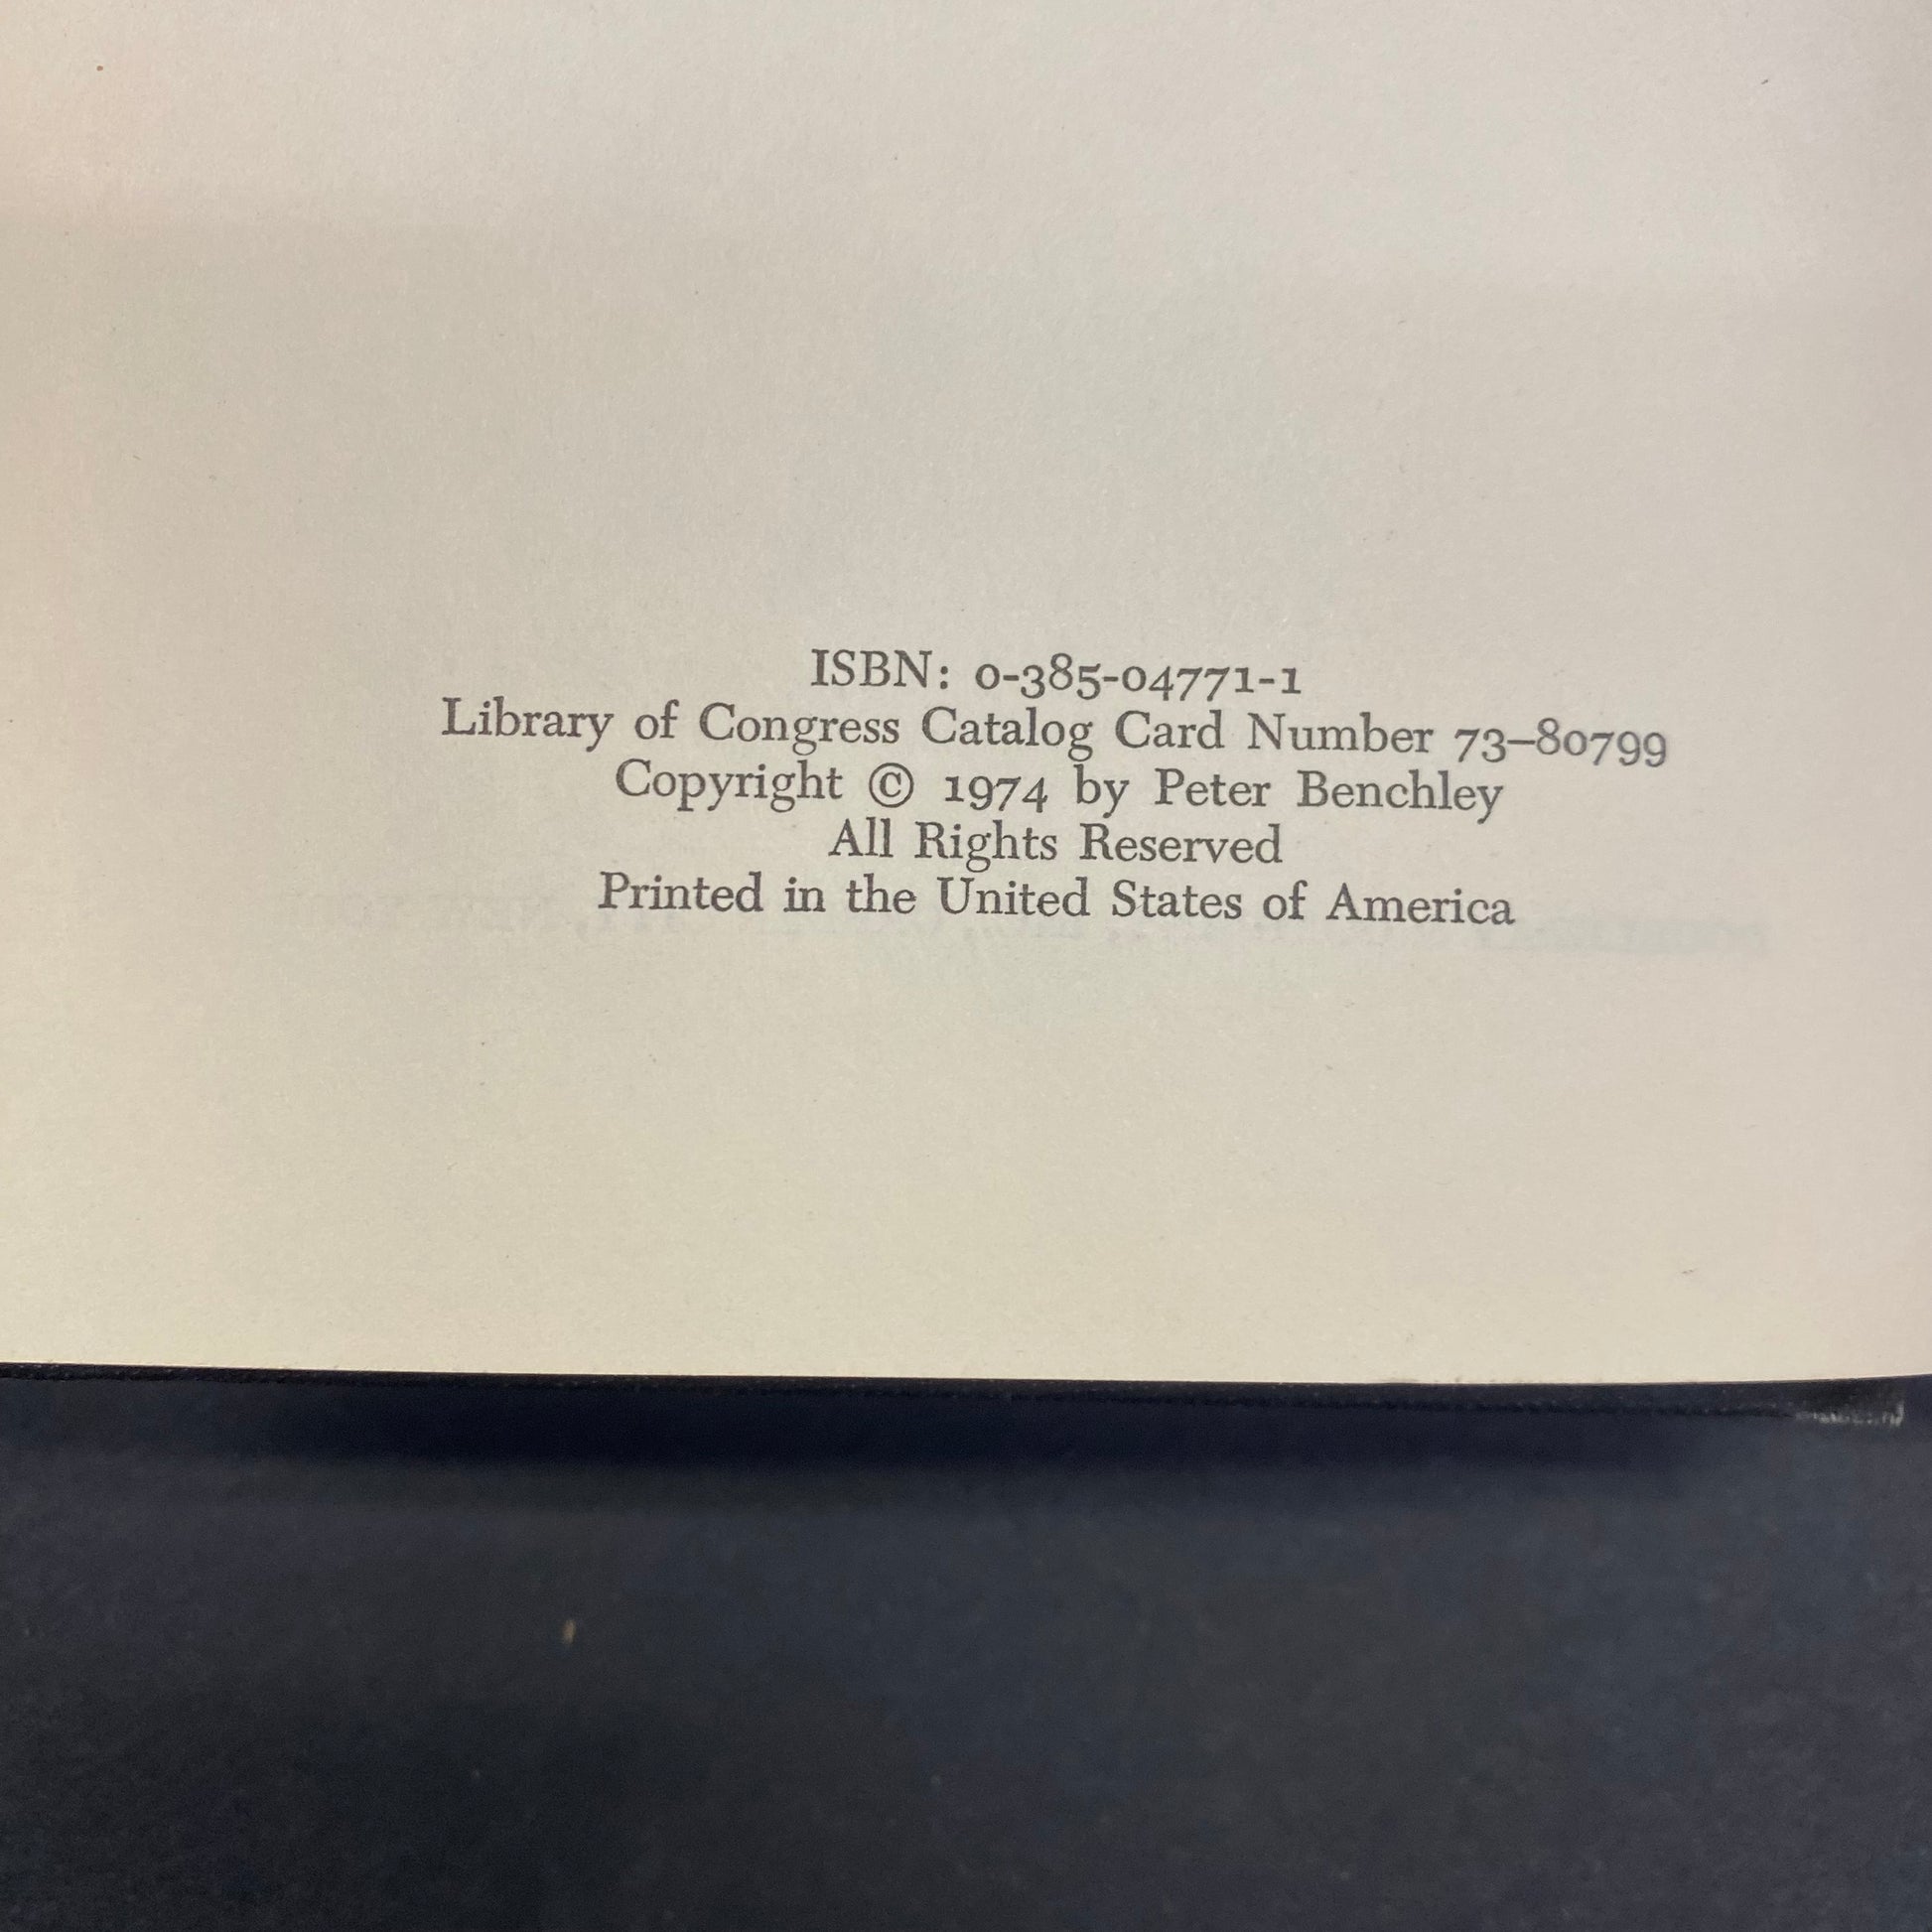 ISBN: 0-385-04771-1
Library of Congress Catalog Card Number 73–80799
Copyright © 1974 by Peter Benchley
All Rights Reserved
Printed in the United States of America